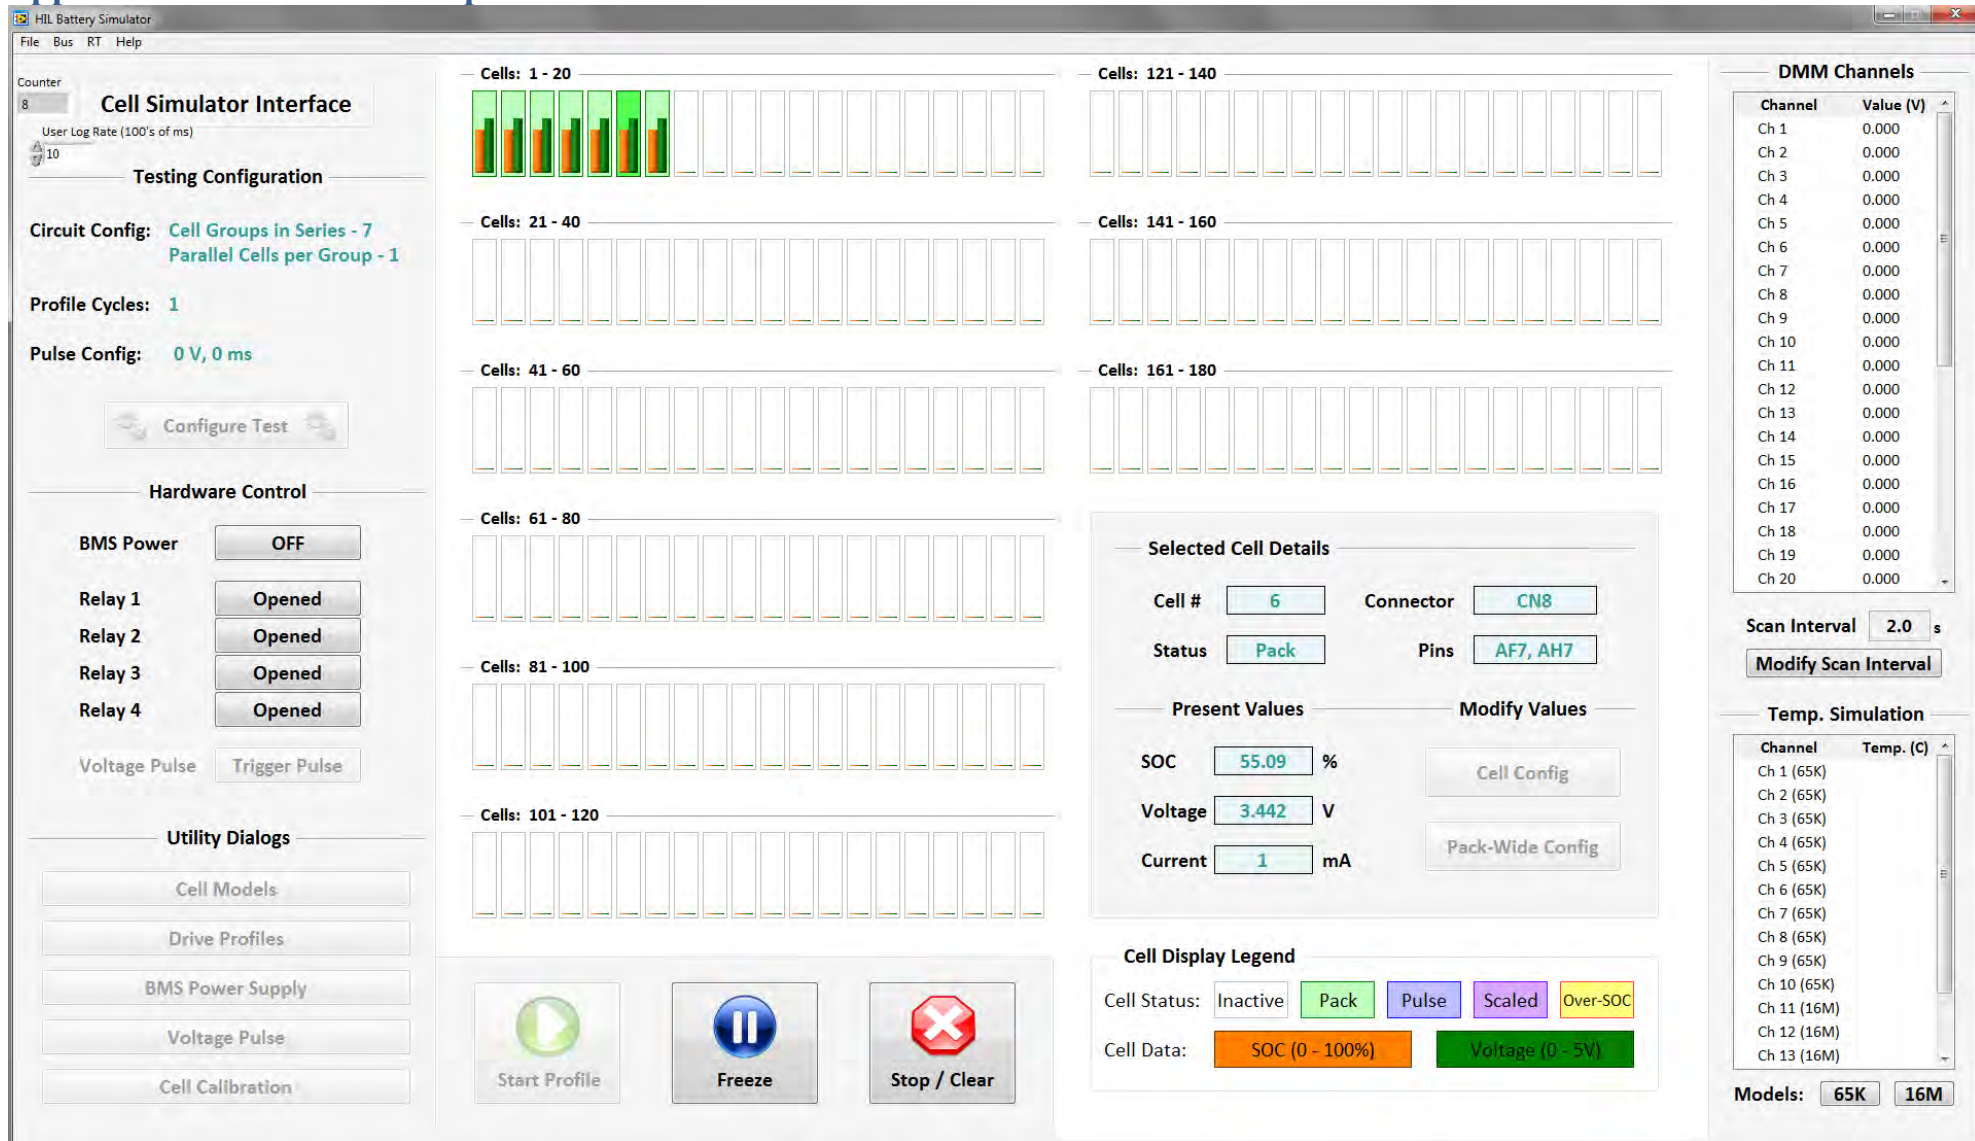 HIL Battery Simulator
File Bus RT Help
Counter
8
Cell Simulator Interface
User Log Rate (100's of ms)
10
Testing Configuration
Circuit Config: Cell Groups in Series - 7
Parallel Cells per Group - 1
Profile Cycles: 1
Pulse Config: 0 V, 0 ms
Configure Test
Hardware Control
BMS Power OFF
Relay 1 Opened
Relay 2 Opened
Relay 3 Opened
Relay 4 Opened
Voltage Pulse Trigger Pulse
Utility Dialogs
Cell Models
Drive Profiles
BMS Power Supply
Voltage Pulse
Cell Calibration
Cells: 1 - 20
Cells: 21 - 40
Cells: 41 - 60
Cells: 61 - 80
Cells: 81 - 100
Cells: 101 - 120
Start Profile
Freeze
Stop / Clear
Cells: 121 - 140
Cells: 141 - 160
Cells: 161 - 180
Selected Cell Details
Cell # 6 Connector CN8
Status Pack Pins AF7, AH7
Present Values Modify Values
SOC 55.09 % Cell Config
Voltage 3.442 V
Pack-Wide Config
Current 1 mA
Cell Display Legend
Cell Status: Inactive Pack Pulse Scaled Over-SOC
Cell Data: SOC (0 - 100%) Voltage (0 - 5V)
DMM Channels
Channel Value (V)
Ch 1 0.000
Ch 2 0.000
Ch 3 0.000
Ch 4 0.000
Ch 5 0.000
Ch 6 0.000
Ch 7 0.000
Ch 8 0.000
Ch 9 0.000
Ch 10 0.000
Ch 11 0.000
Ch 12 0.000
Ch 13 0.000
Ch 14 0.000
Ch 15 0.000
Ch 16 0.000
Ch 17 0.000
Ch 18 0.000
Ch 19 0.000
Ch 20 0.000
Scan Interval 2.0 s
Modify Scan Interval
Temp. Simulation
Channel Temp. (C)
Ch 1 (65K)
Ch 2 (65K)
Ch 3 (65K)
Ch 4 (65K)
Ch 5 (65K)
Ch 6 (65K)
Ch 7 (65K)
Ch 8 (65K)
Ch 9 (65K)
Ch 10 (65K)
Ch 11 (16M)
Ch 12 (16M)
Ch 13 (16M)
Models: 65K 16M